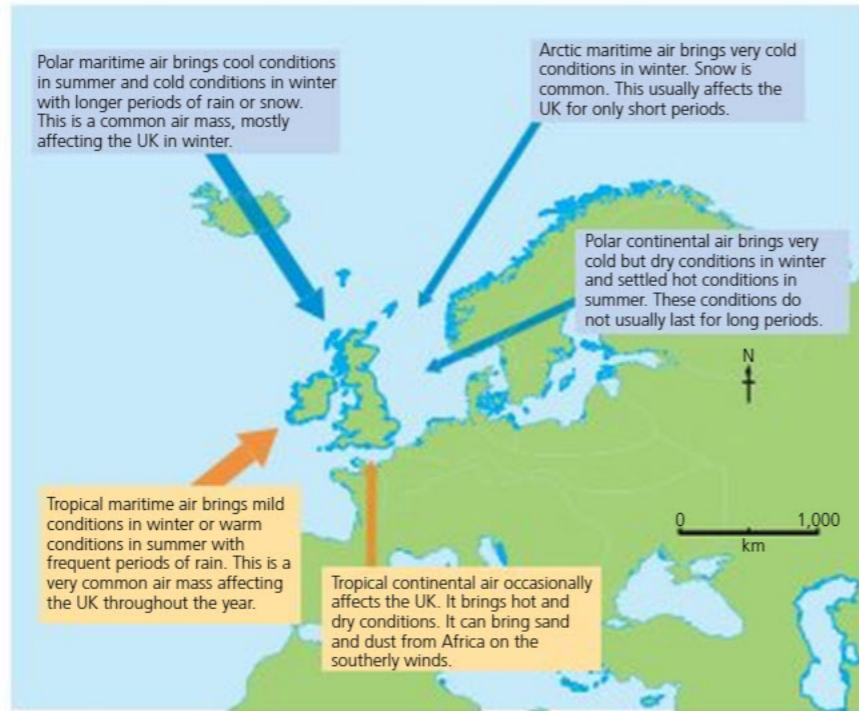 Polar maritime air brings cool conditions
in summer and cold conditions in winter
with longer periods of rain or snow.
This is a common air mass, mostly
affecting the UK in winter.
Arctic maritime air brings very cold
conditions in winter. Snow is
common. This usually affects the
UK for only short periods.
Polar continental air brings very
cold but dry conditions in winter
and settled hot conditions in
summer. These conditions do
not usually last for long periods.
N
0 1,000
km
Tropical maritime air brings mild
conditions in winter or warm
conditions in summer with
frequent periods of rain. This is a
very common air mass affecting
the UK throughout the year.
Tropical continental air occasionally
affects the UK. It brings hot and
dry conditions. It can bring sand
and dust from Africa on the
southerly winds.